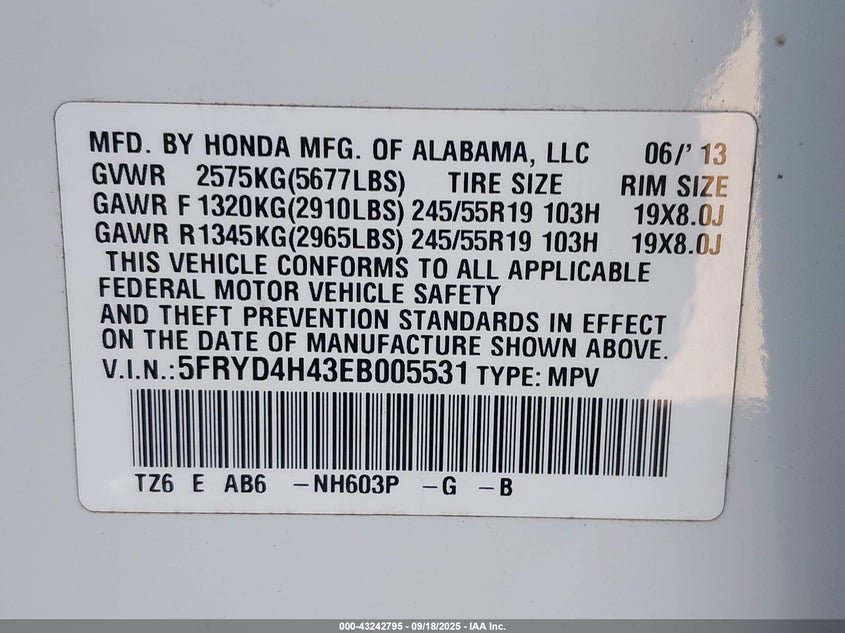 MFD. BY HONDA MFG. OF ALABAMA, LLC 06/' 13
GVWR 2575KG(5677LBS) TIRE SIZE RIM SIZE
GAWR F 1320KG(2910LBS) 245/55R19 103H 19X8.0J
GAWR R 1345KG(2965LBS) 245/55R19 103H 19X8.0J
THIS VEHICLE CONFORMS TO ALL APPLICABLE
FEDERAL MOTOR VEHICLE SAFETY
AND THEFT PREVENTION STANDARDS IN EFFECT
ON THE DATE OF MANUFACTURE SHOWN ABOVE.
V.I.N.: 5FRYD4H43EB005531 TYPE: MPV
TZ6 E AB6 -NH603P -G -B
000-43242795 - 09/18/2025 - IAA Inc.